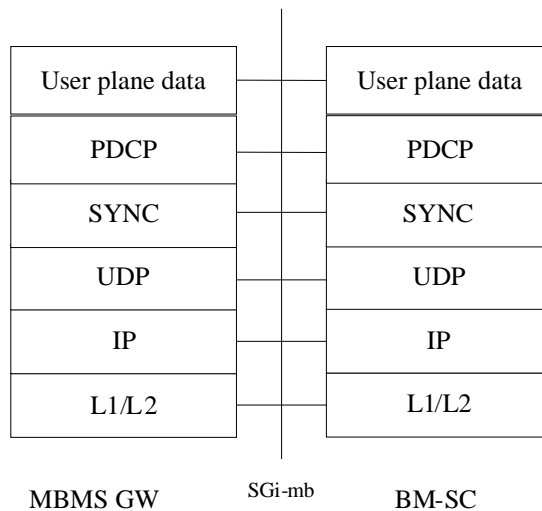 User plane data User plane data
PDCP PDCP
SYNC SYNC
UDP UDP
IP IP
L1/L2 L1/L2
MBMS GW SGi-mb BM-SC